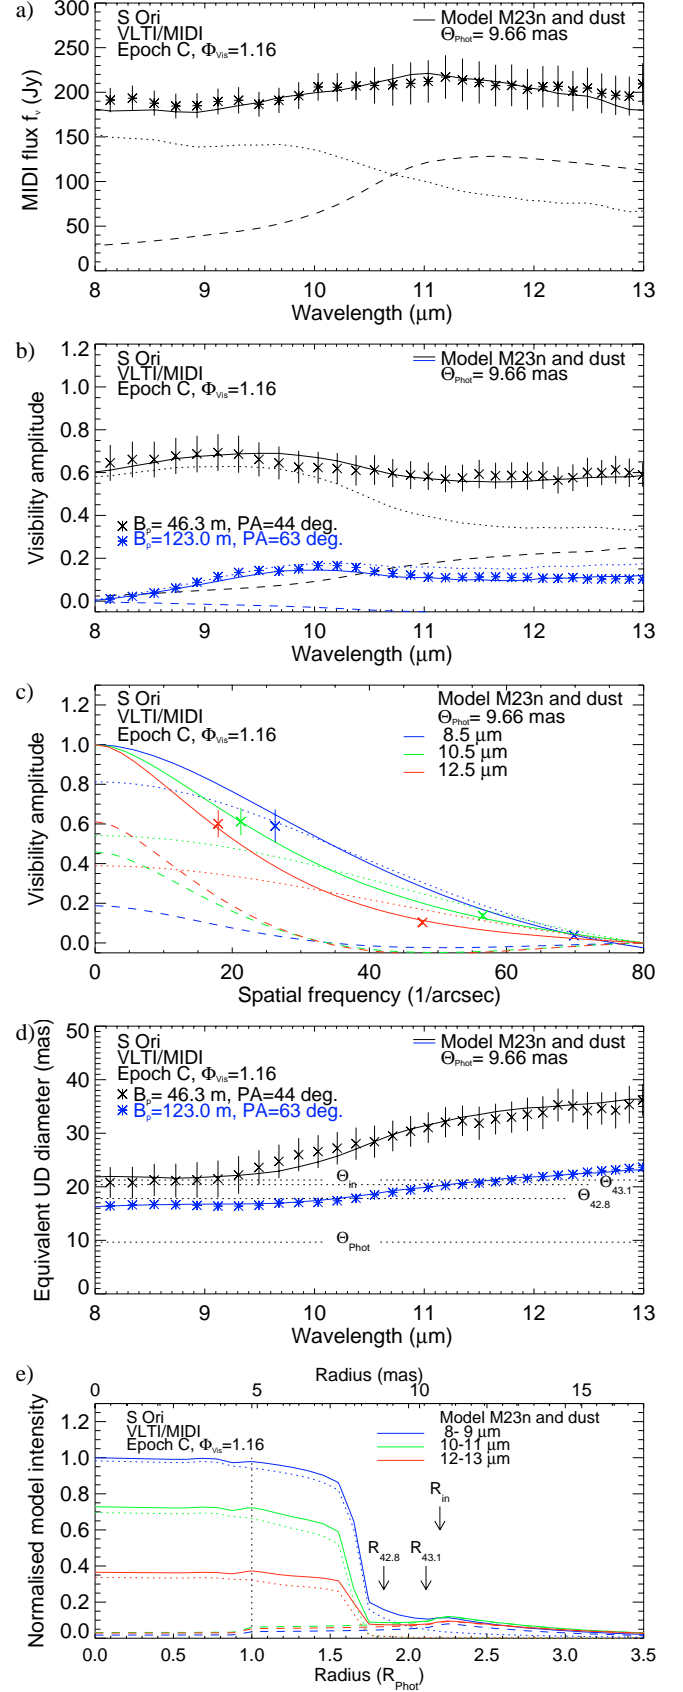 a)
S Ori
VLTI/MIDI
Epoch C, Φ_Vis=1.16
Model M23n and dust
Θ_Phot= 9.66 mas
300
250
200
150
100
50
0
MIDI flux f_ν (Jy)
8 9 10 11 12 13
Wavelength (μm)
b)
S Ori
VLTI/MIDI
Epoch C, Φ_Vis=1.16
Model M23n and dust
Θ_Phot= 9.66 mas
1.2
1.0
0.8
0.6
0.4
0.2
0.0
Visibility amplitude
B_p= 46.3 m, PA=44 deg.
B_p=123.0 m, PA=63 deg.
8 9 10 11 12 13
Wavelength (μm)
c)
S Ori
VLTI/MIDI
Epoch C, Φ_Vis=1.16
Model M23n and dust
Θ_Phot= 9.66 mas
8.5 μm
10.5 μm
12.5 μm
1.2
1.0
0.8
0.6
0.4
0.2
0.0
Visibility amplitude
0 20 40 60 80
Spatial frequency (1/arcsec)
d)
S Ori
VLTI/MIDI
Epoch C, Φ_Vis=1.16
B_p= 46.3 m, PA=44 deg.
B_p=123.0 m, PA=63 deg.
Model M23n and dust
Θ_Phot= 9.66 mas
50
40
30
20
10
0
Equivalent UD diameter (mas)
Θ_in
Θ_43.1
Θ_42.8
Θ_Phot
8 9 10 11 12 13
Wavelength (μm)
e)
Radius (mas)
0 5 10 15
S Ori
VLTI/MIDI
Epoch C, Φ_Vis=1.16
Model M23n and dust
8- 9 μm
10-11 μm
12-13 μm
R_in
R_42.8 R_43.1
1.2
1.0
0.8
0.6
0.4
0.2
0.0
Normalised model intensity
0.0 0.5 1.0 1.5 2.0 2.5 3.0 3.5
Radius (R_Phot)